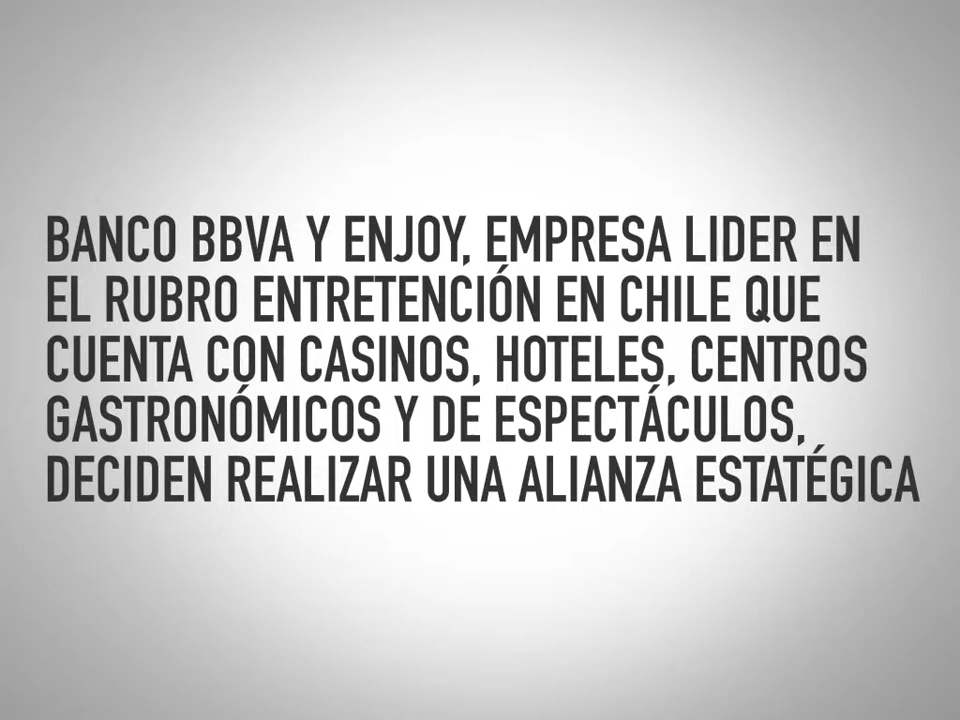 BANCO BBVA Y ENJOY, EMPRESA LIDER EN
EL RUBRO ENTRETENCIÓN EN CHILE QUE
CUENTA CON CASINOS, HOTELES, CENTROS
GASTRONÓMICOS Y DE ESPECTÁCULOS,
DECIDEN REALIZAR UNA ALIANZA ESTATÉGICA